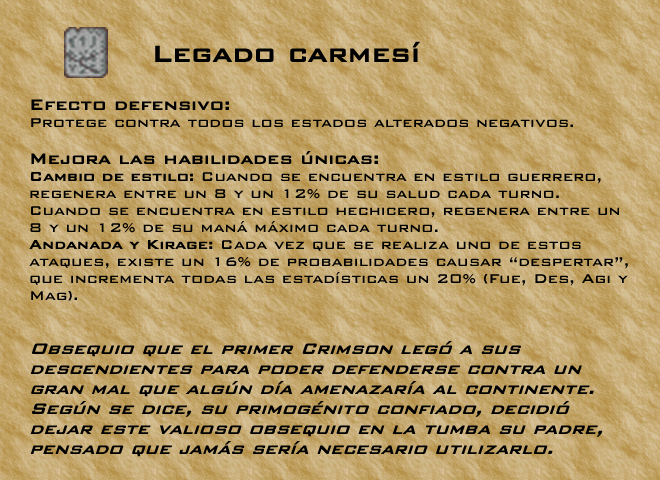 Legado carmesí
Efecto defensivo:
Protege contra todos los estados alterados negativos.
Mejora las habilidades únicas:
Cambio de estilo: Cuando se encuentra en estilo guerrero,
regenera entre un 8 y un 12% de su salud cada turno.
Cuando se encuentra en estilo hechicero, regenera entre un
8 y un 12% de su maná máximo cada turno.
Andanada y Kirage: Cada vez que se realiza uno de estos
ataques, existe un 16% de probabilidades causar “despertar”,
que incrementa todas las estadísticas un 20% (Fue, Des, Agi y
Mag).
Obsequio que el primer Crimson legó a sus
descendientes para poder defenderse contra un
gran mal que algún día amenazaría al continente.
Según se dice, su primogénito confiado, decidió
dejar este valioso obsequio en la tumba su padre,
pensado que jamás sería necesario utilizarlo.